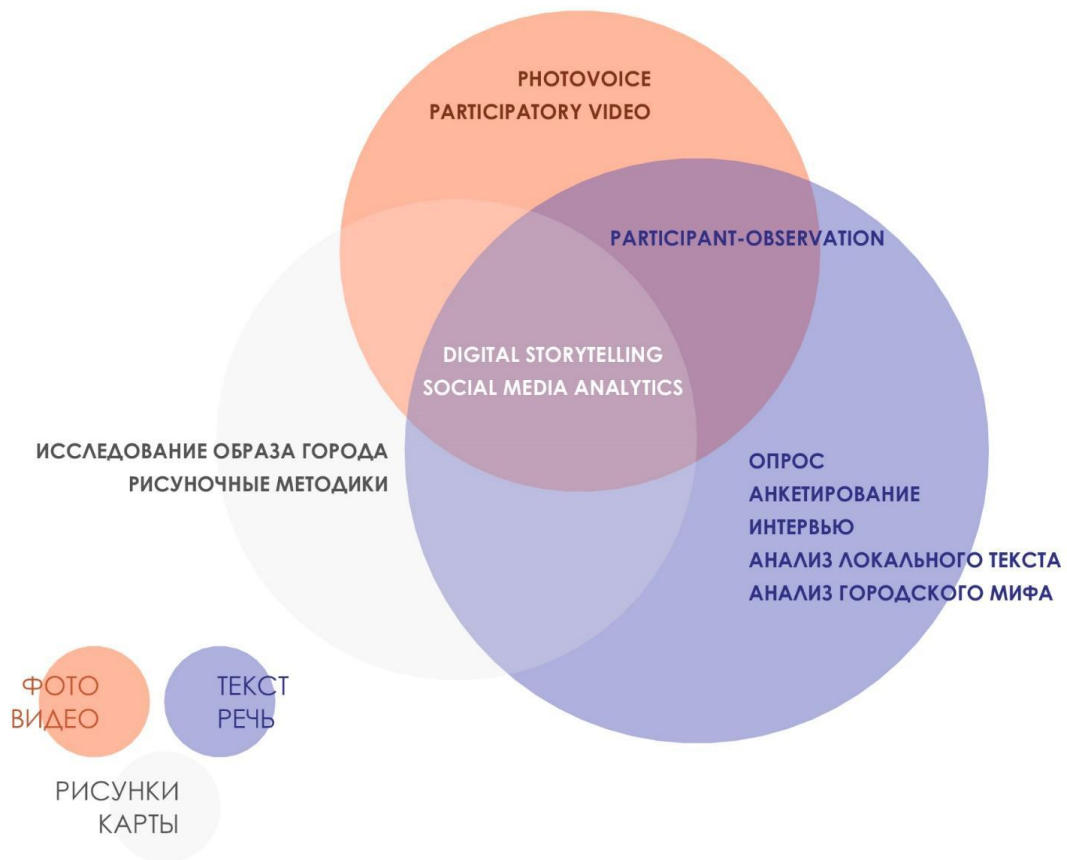 PHOTOVOICE
PARTICIPATORY VIDEO
PARTICIPANT-OBSERVATION
DIGITAL STORYTELLING
SOCIAL MEDIA ANALYTICS
ИССЛЕДОВАНИЕ ОБРАЗА ГОРОДА
РИСУНОЧНЫЕ МЕТОДИКИ
ОПРОС
АНКЕТИРОВАНИЕ
ИНТЕРВЬЮ
АНАЛИЗ ЛОКАЛЬНОГО ТЕКСТА
АНАЛИЗ ГОРОДСКОГО МИФА
ФОТО
ВИДЕО
ТЕКСТ
РЕЧЬ
РИСУНКИ
КАРТЫ